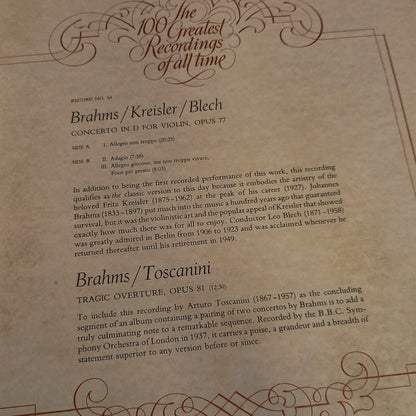 The
100 Greatest
Recordings
of all time
RECORD NO. 68
Brahms/Kreisler/Blech
CONCERTO IN D FOR VIOLIN, OPUS 77
SIDE A I. Allegro non troppo (20:25)
SIDE B II. Adagio (7:38)
III. Allegro giocoso, ma non troppo vivace;
Poco più presto (8:03)
In addition to being the first recorded performance of this work, this recording
qualifies as the classic version to this day because it embodies the artistry of the
beloved Fritz Kreisler (1875–1962) at the peak of his career (1927). Johannes
Brahms (1833–1897) put much into the music a hundred years ago that guaranteed
survival, but it was the violinistic art and the popular appeal of Kreisler that showed
exactly how much there was for all to enjoy. Conductor Leo Blech (1871–1958)
was greatly admired in Berlin from 1906 to 1923 and was acclaimed whenever he
returned thereafter until his retirement in 1949.
Brahms/Toscanini
TRAGIC OVERTURE, OPUS 81 (12:30)
To include this recording by Arturo Toscanini (1867–1957) as the concluding
segment of an album containing a pairing of two concertos by Brahms is to add a
truly culminating note to a remarkable sequence. Recorded by the B.B.C. Sym-
phony Orchestra of London in 1937, it carries a poise, a grandeur and a breadth of
statement superior to any version before or since.